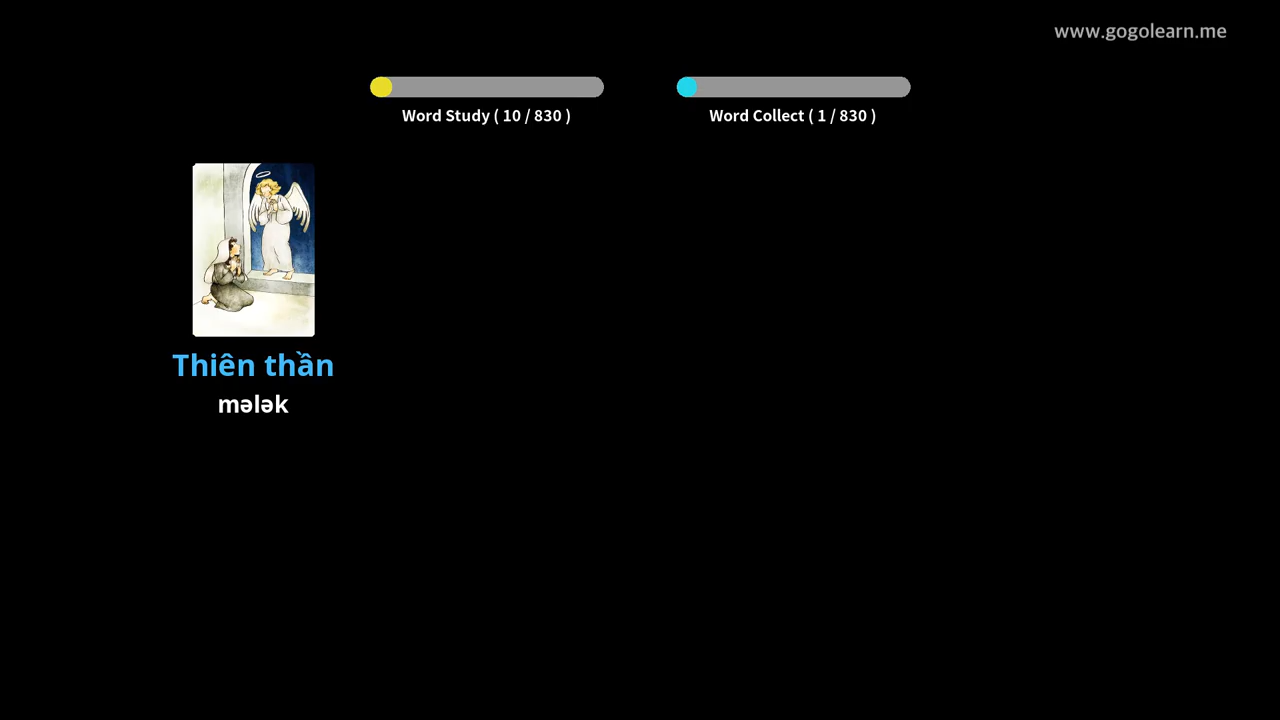 www.gogolearn.me
Word Study ( 10 / 830 )
Word Collect ( 1 / 830 )
Thiên thần
mələk